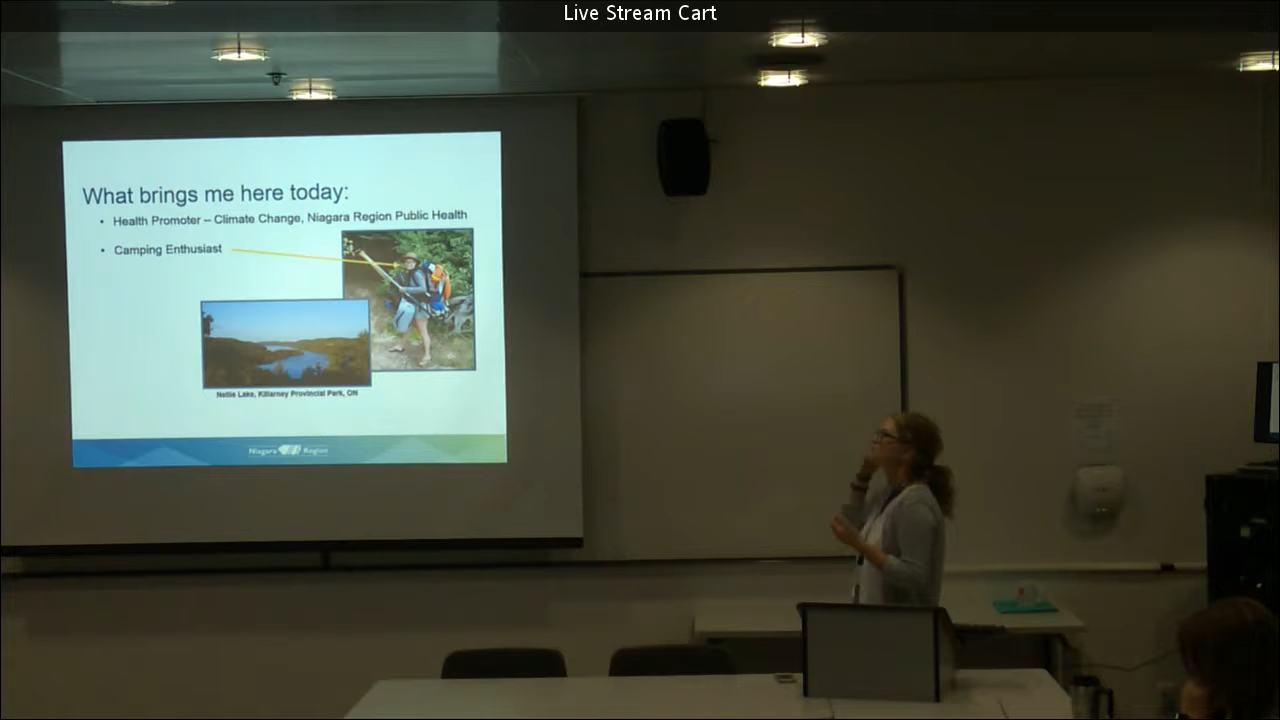 Live Stream Cart
What brings me here today:
• Health Promoter – Climate Change, Niagara Region Public Health
• Camping Enthusiast
Nellie Lake, Killarney Provincial Park, ON
Niagara Region